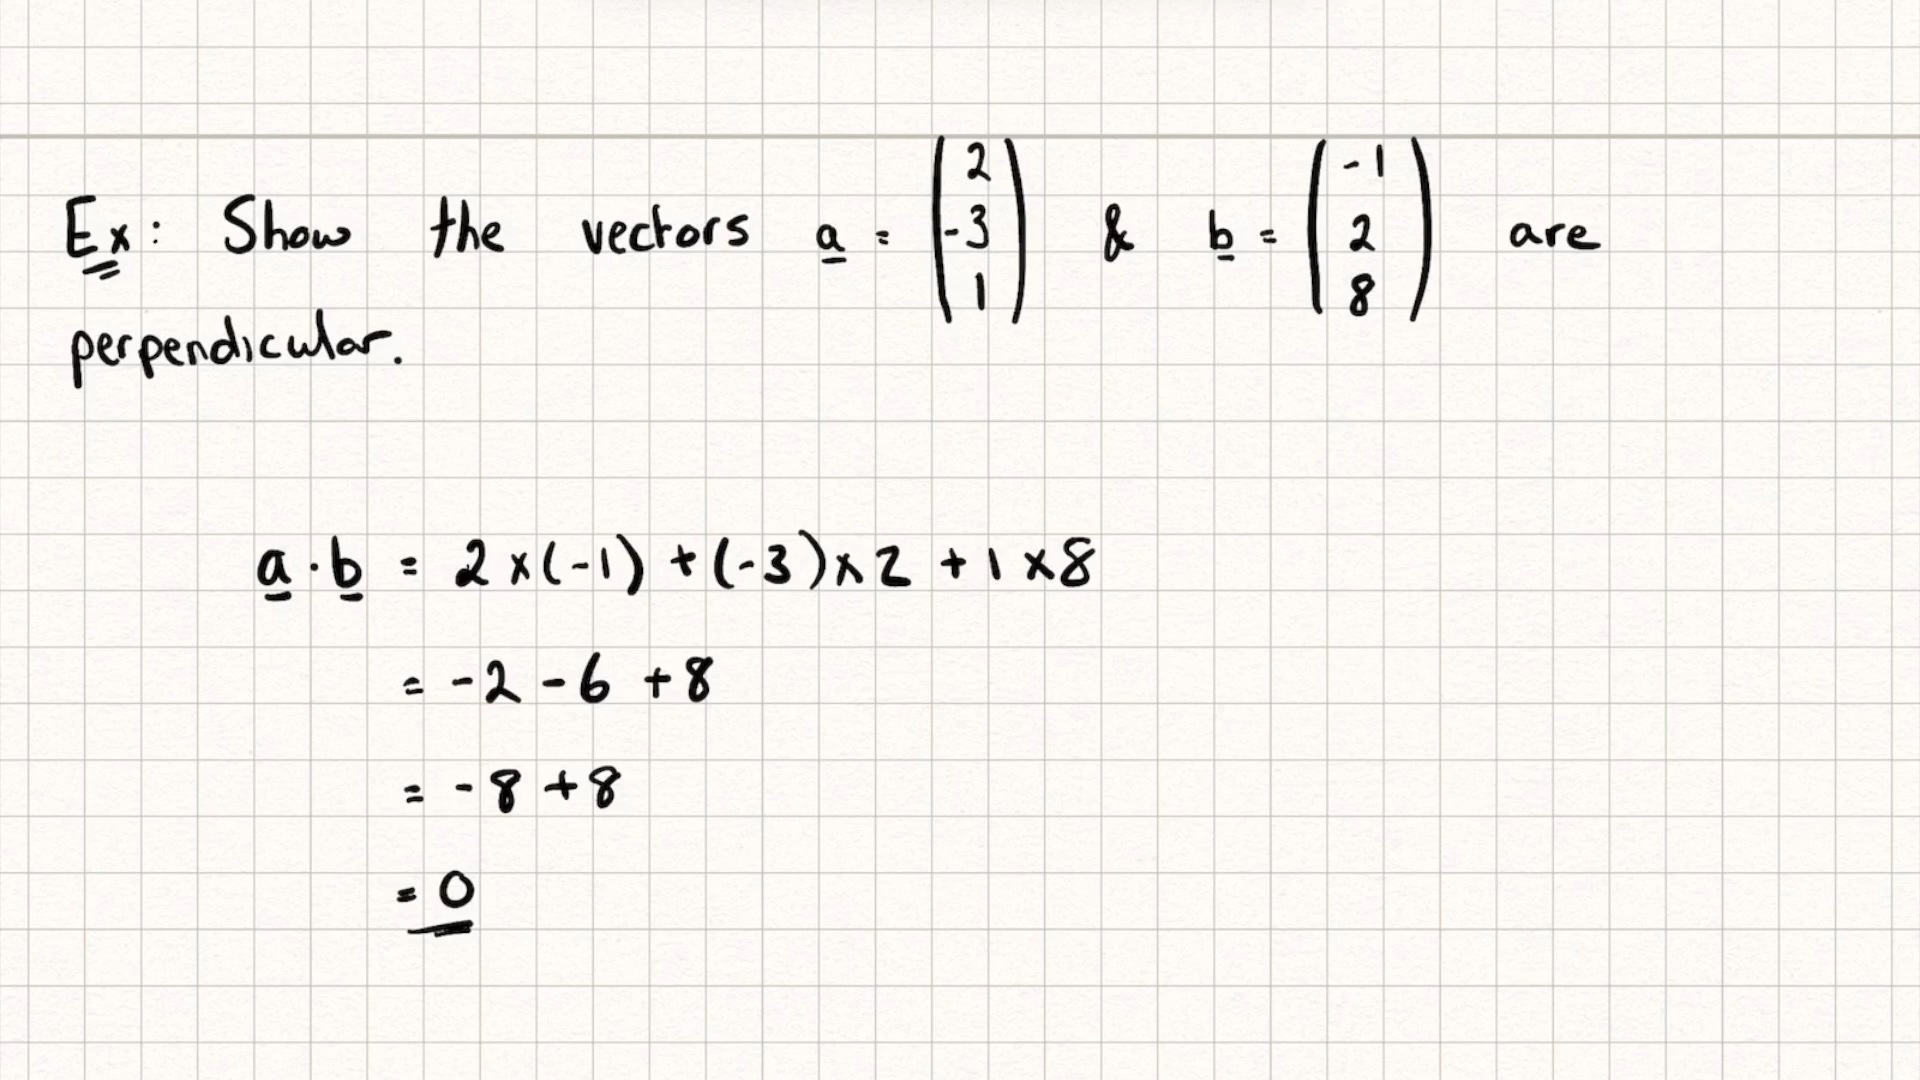 Ex: Show the vectors a = (2 -3 1) & b = (-1 2 8) are
perpendicular.
a · b = 2 × (-1) + (-3) × 2 + 1 × 8
= -2 - 6 + 8
= -8 + 8
= 0